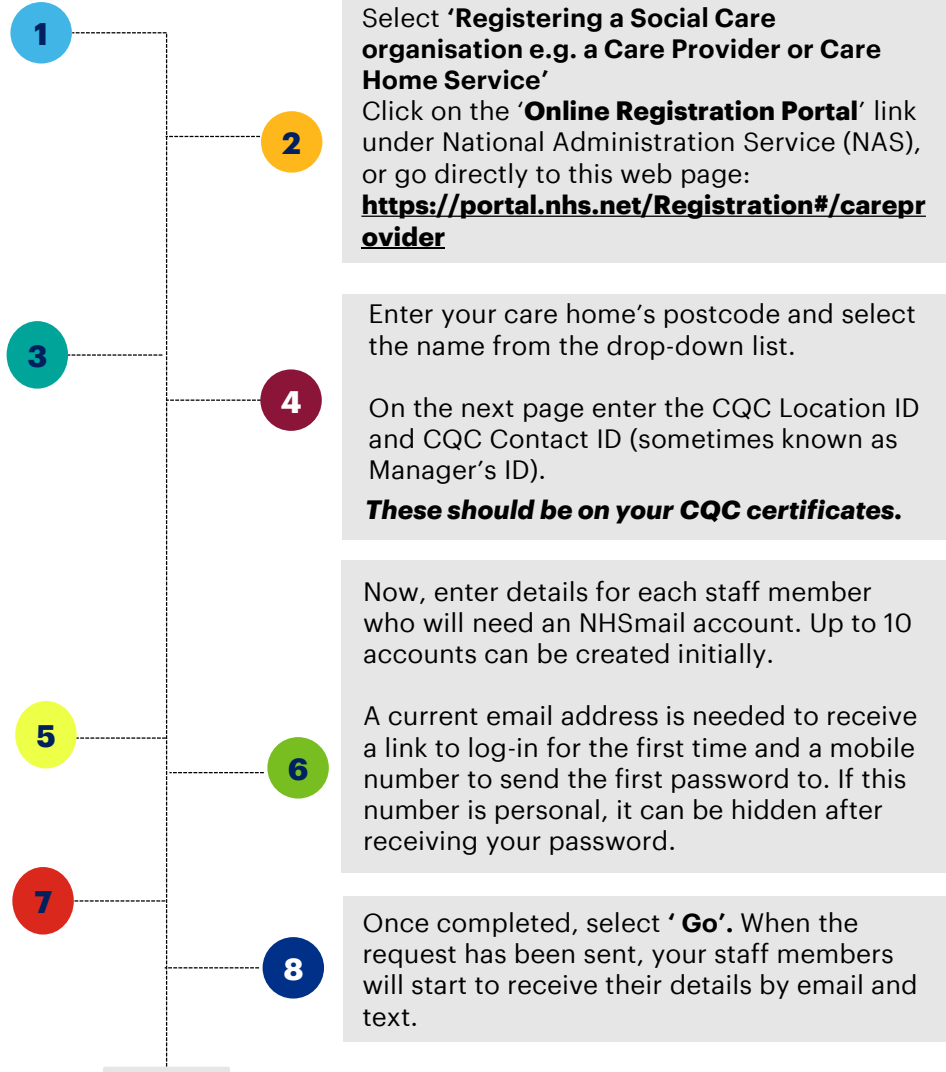 1
Select 'Registering a Social Care
organisation e.g. a Care Provider or Care
Home Service'
Click on the 'Online Registration Portal' link
under National Administration Service (NAS),
or go directly to this web page:
https://portal.nhs.net/Registration#/carepr
ovider
2
3
Enter your care home's postcode and select
the name from the drop-down list.
On the next page enter the CQC Location ID
and CQC Contact ID (sometimes known as
Manager's ID).
These should be on your CQC certificates.
4
Now, enter details for each staff member
who will need an NHSmail account. Up to 10
accounts can be created initially.
A current email address is needed to receive
a link to log-in for the first time and a mobile
number to send the first password to. If this
number is personal, it can be hidden after
receiving your password.
5
6
7
Once completed, select ' Go'. When the
request has been sent, your staff members
will start to receive their details by email and
text.
8